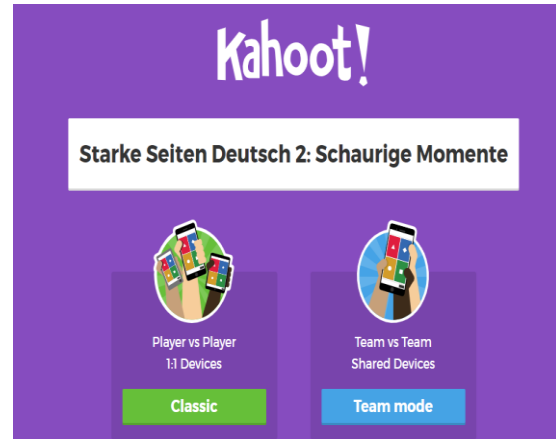 Kahoot!
Starke Seiten Deutsch 2: Schaurige Momente
Player vs Player
1:1 Devices
Classic
Team vs Team
Shared Devices
Team mode